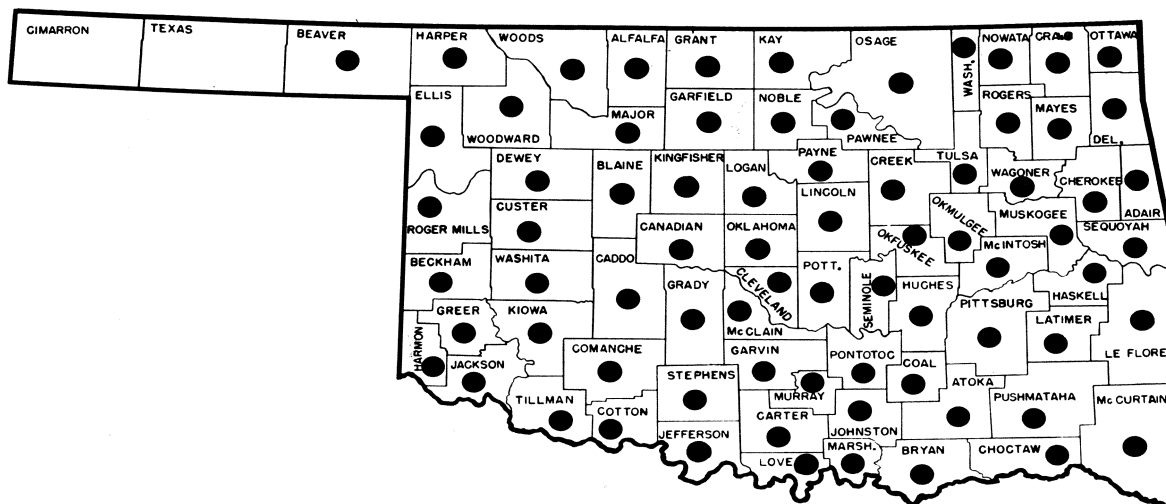 CIMARRON
TEXAS
BEAVER
HARPER
WOODS
ALFALFA
GRANT
KAY
OSAGE
WASH.
NOWATA
OTTAWA
ELLIS
WOODWARD
MAJOR
GARFIELD
NOBLE
PAWNEE
ROGERS
MAYES
DEL.
DEWEY
BLAINE
KINGFISHER
LOGAN
PAYNE
CREEK
TULSA
WAGONER
CHEROKEE
ADAIR
ROGER MILLS
CUSTER
CANADIAN
OKLAHOMA
LINCOLN
OKFUSKEE
OKMULGEE
MUSKOGEE
McINTOSH
SEQUOYAH
BECKHAM
WASHITA
CADDO
GRADY
CLEVELAND
McCLAIN
POTT.
SEMINOLE
HUGHES
PITTSBURG
HASKELL
LATIMER
LE FLORE
HARMON
GREER
KIOWA
JACKSON
COMANCHE
STEPHENS
GARVIN
MURRAY
PONTOTOC
COAL
ATOKA
PUSHMATAHA
McCURTAIN
TILLMAN
COTTON
JEFFERSON
CARTER
LOVE
JOHNSTON
MARSH.
BRYAN
CHOCTAW